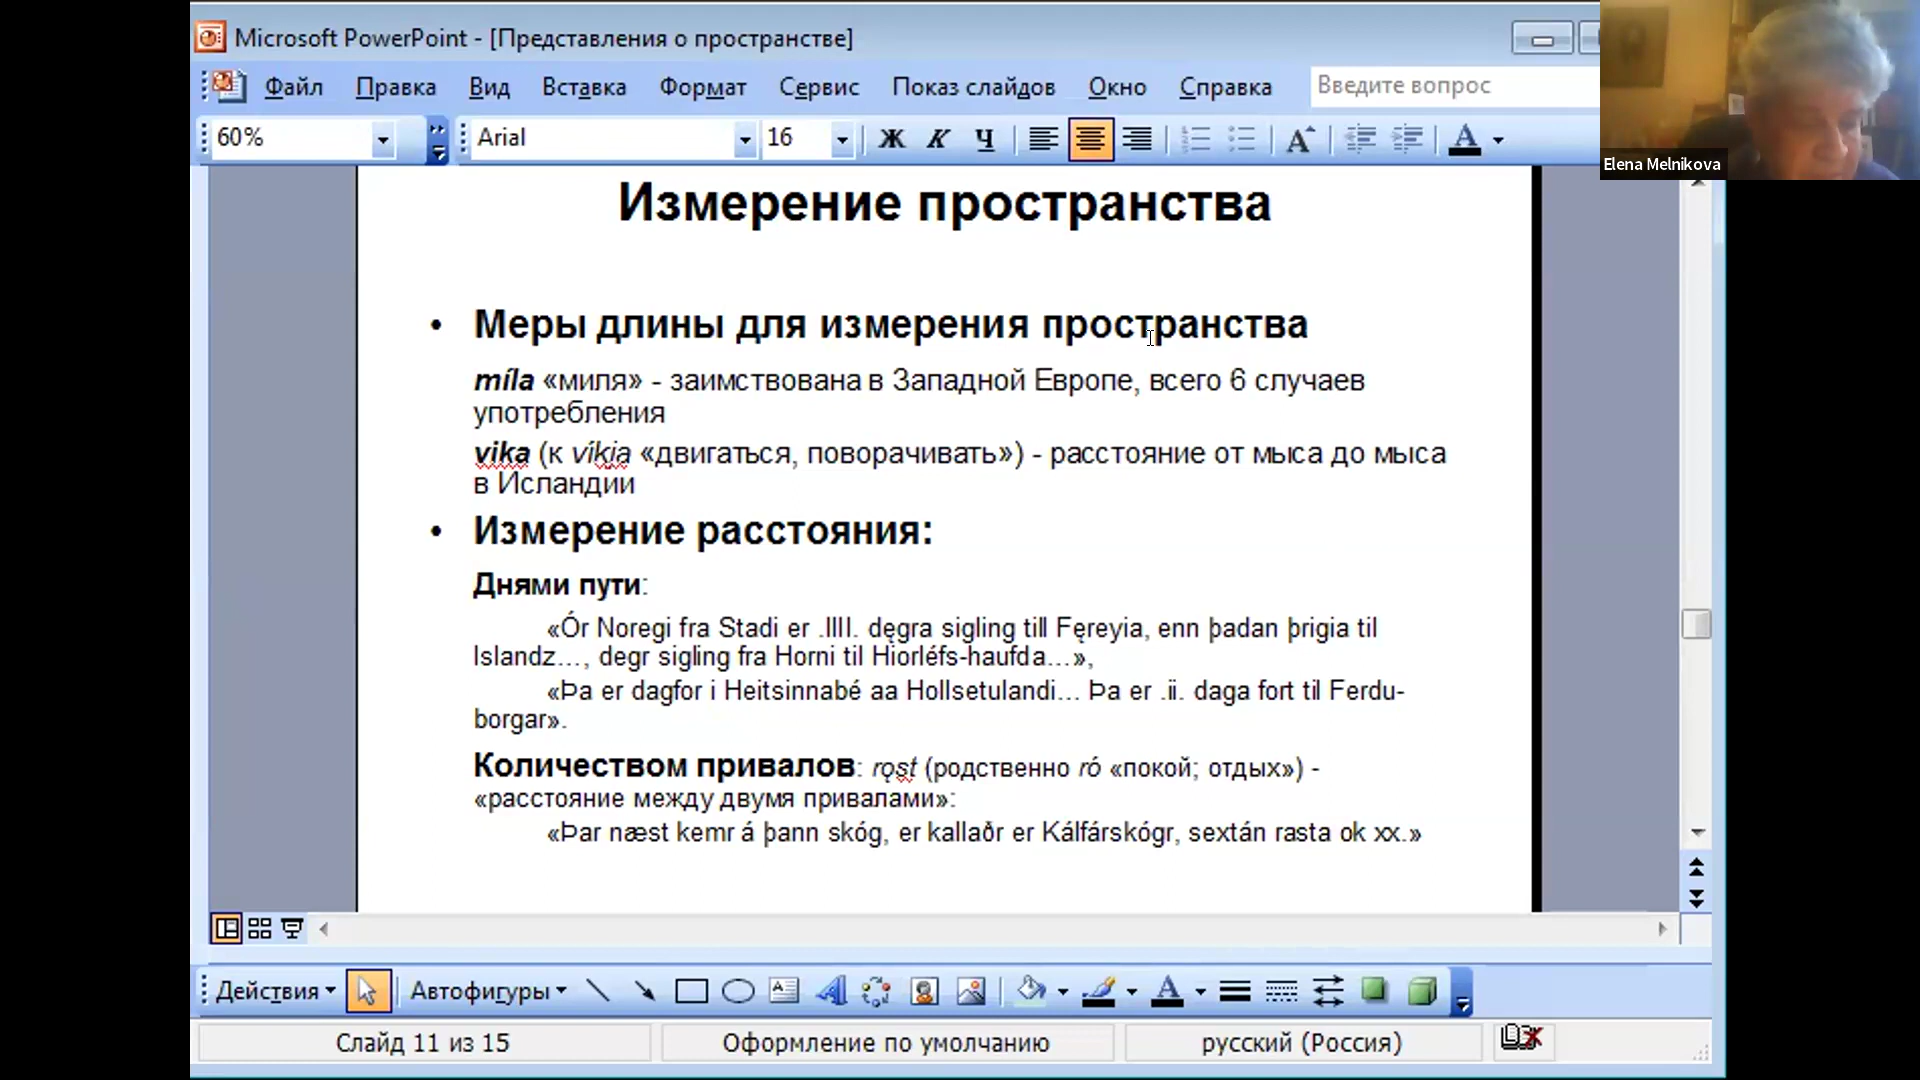 Microsoft PowerPoint - [Представления о пространстве]
Файл Правка Вид Вставка Формат Сервис Показ слайдов Окно Справка Введите вопрос
60% Arial 16 Ж К Ч
Elena Melnikova
Измерение пространства
• Меры длины для измерения пространства
míla «миля» - заимствована в Западной Европе, всего 6 случаев
употребления
vika (к víkja «двигаться, поворачивать») - расстояние от мыса до мыса
в Исландии
• Измерение расстояния:
Днями пути:
«Ór Noregi fra Stadi er .IIII. dęgra sigling till Fęreyia, enn þadan þrigia til
Islandz…, degr sigling fra Horni til Hiorléfs-haufda…»,
«Þa er dagfor i Heitsinnabé aa Hollsetulandi… Þa er .ii. daga fort til Ferdu-
borgar».
Количеством привалов: rǫst (родственно ró «покой; отдых») -
«расстояние между двумя привалами»:
«Þar næst kemr á þann skóg, er kallaðr er Kálfárskógr, sextán rasta ok xx.»
Действия Автофигуры
Слайд 11 из 15 Оформление по умолчанию русский (Россия)